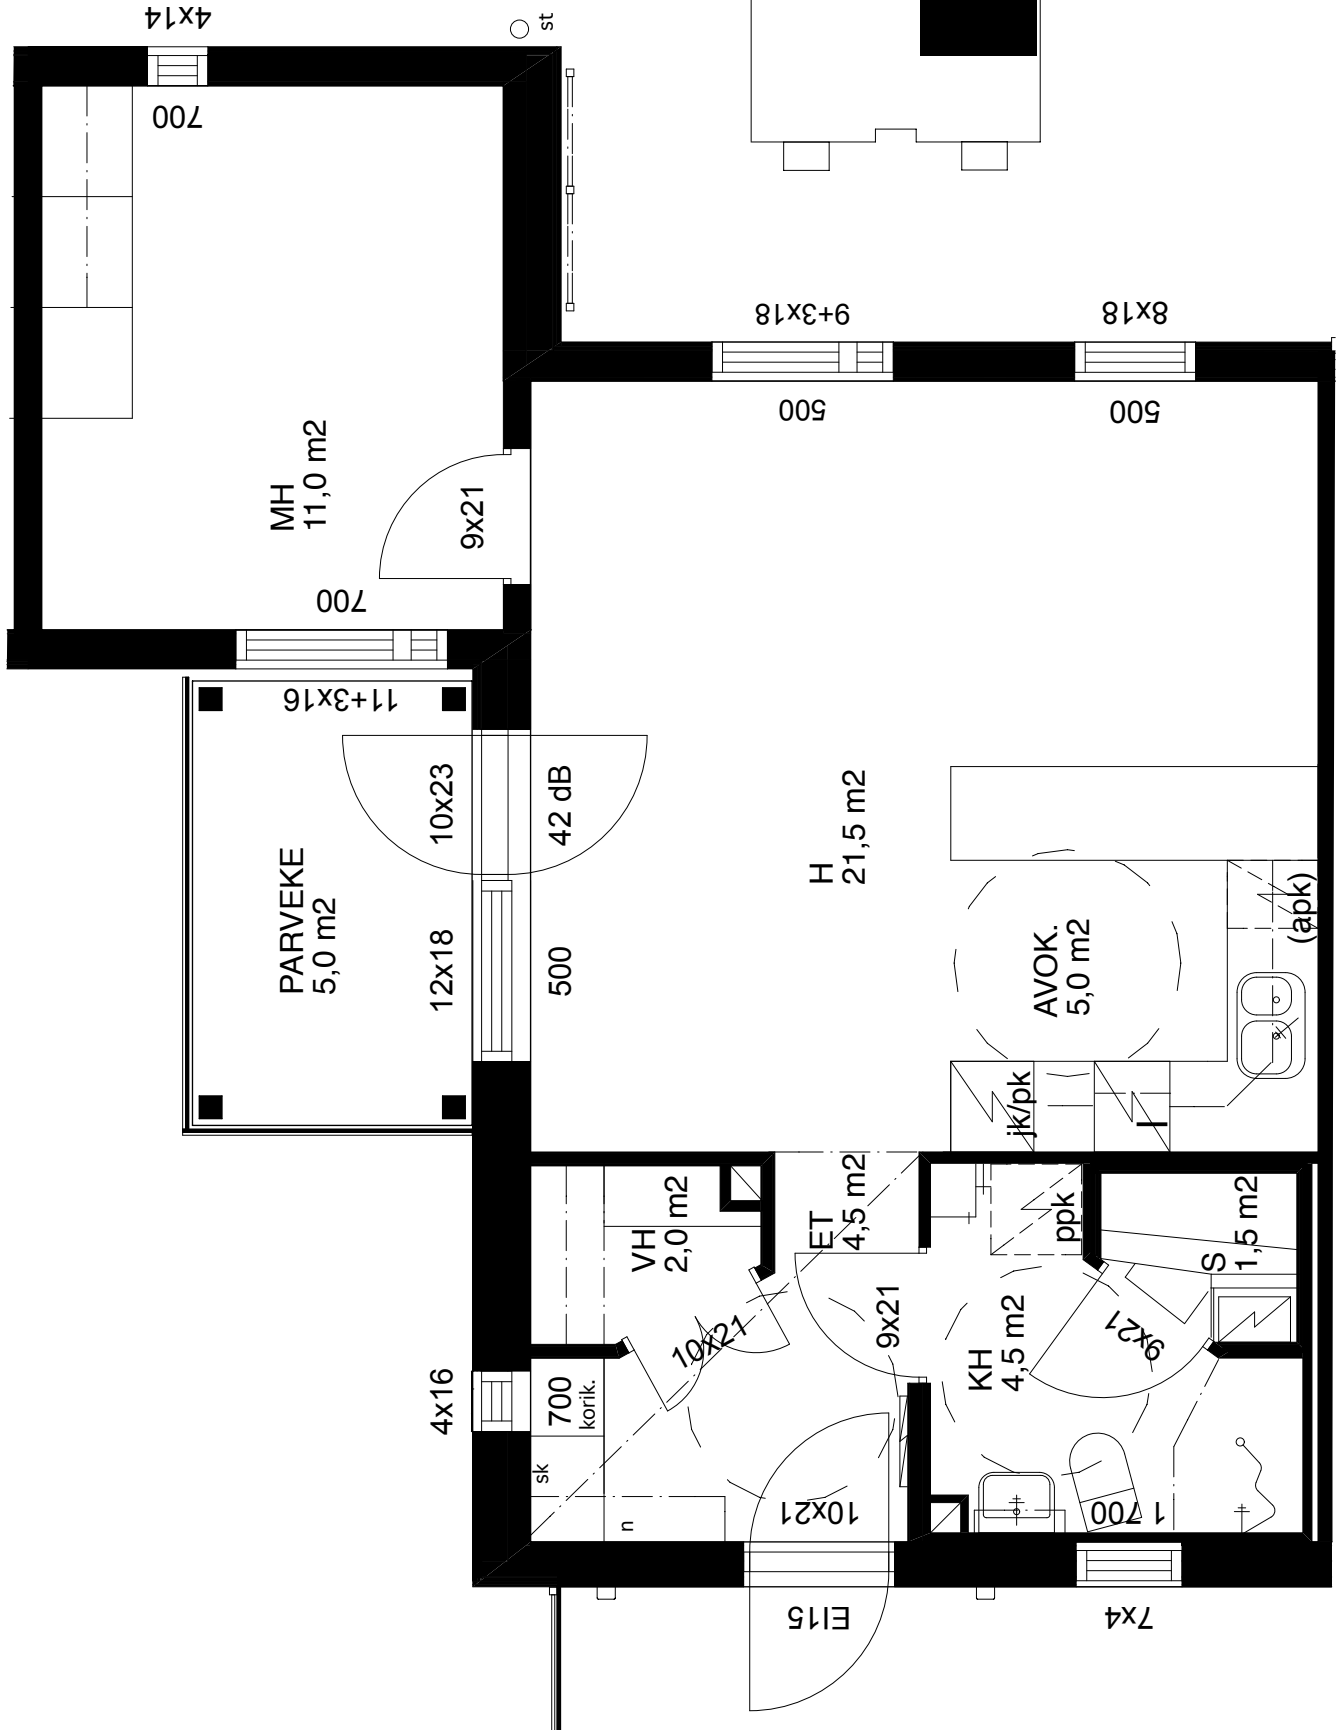 4x14
st
700
9+3x18
8x18
500
500
MH
11,0 m2
9x21
700
11+3x16
PARVEKE
5,0 m2
10x23
42 dB
12x18
500
H
21,5 m2
AVOK.
5,0 m2
(apk)
jk/pk
l
VH
2,0 m2
ET
4,5 m2
ppk
S
1,5 m2
10x21
9x21
KH
4,5 m2
9x21
4x16
700
korik.
sk
n
10x21
1 700
EI15
7x4